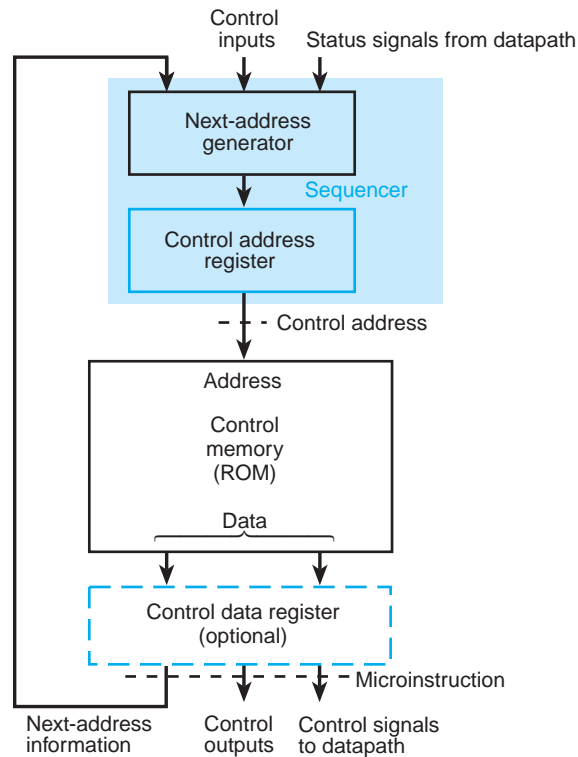 Control
inputs
Status signals from datapath
Next-address
generator
Sequencer
Control address
register
Control address
Address
Control
memory
(ROM)
Data
Control data register
(optional)
Microinstruction
Next-address
information
Control
outputs
Control signals
to datapath